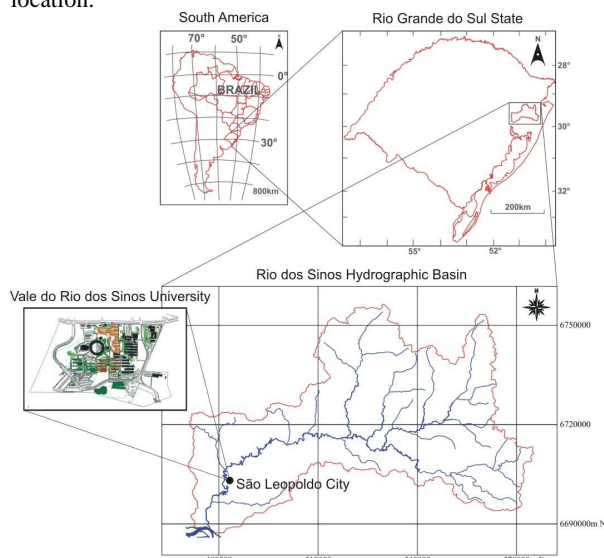 location.
South America
70° 50°
N
0°
BRAZIL
30°
800km
Rio Grande do Sul State
N
28°
30°
32°
200km
55° 52°
Rio dos Sinos Hydrographic Basin
Vale do Rio dos Sinos University
N
6750000
6720000
São Leopoldo City
6690000m N